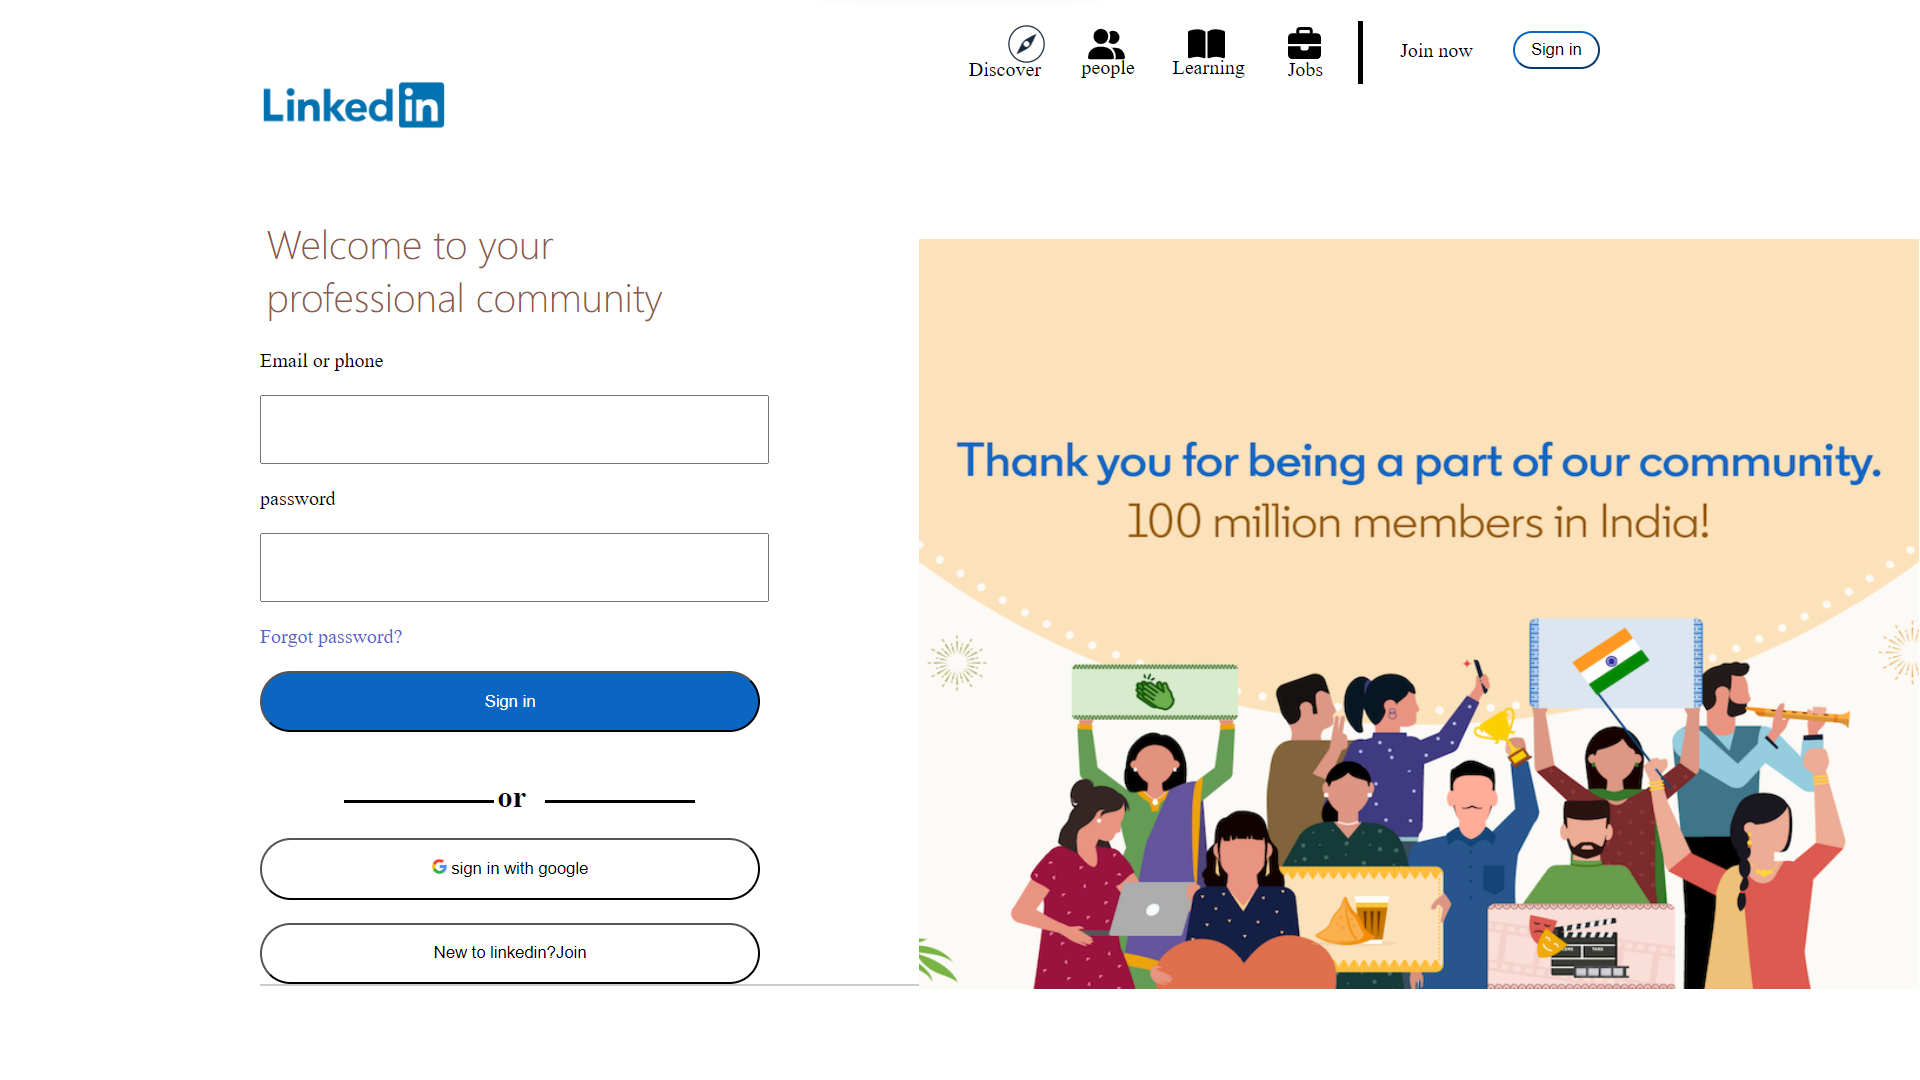 Discover
people
Learning
Jobs
Join now
Sign in
Linkedin
Welcome to your
professional community
Email or phone
password
Forgot password?
Sign in
or
sign in with google
New to linkedin?Join
Thank you for being a part of our community.
100 million members in India!